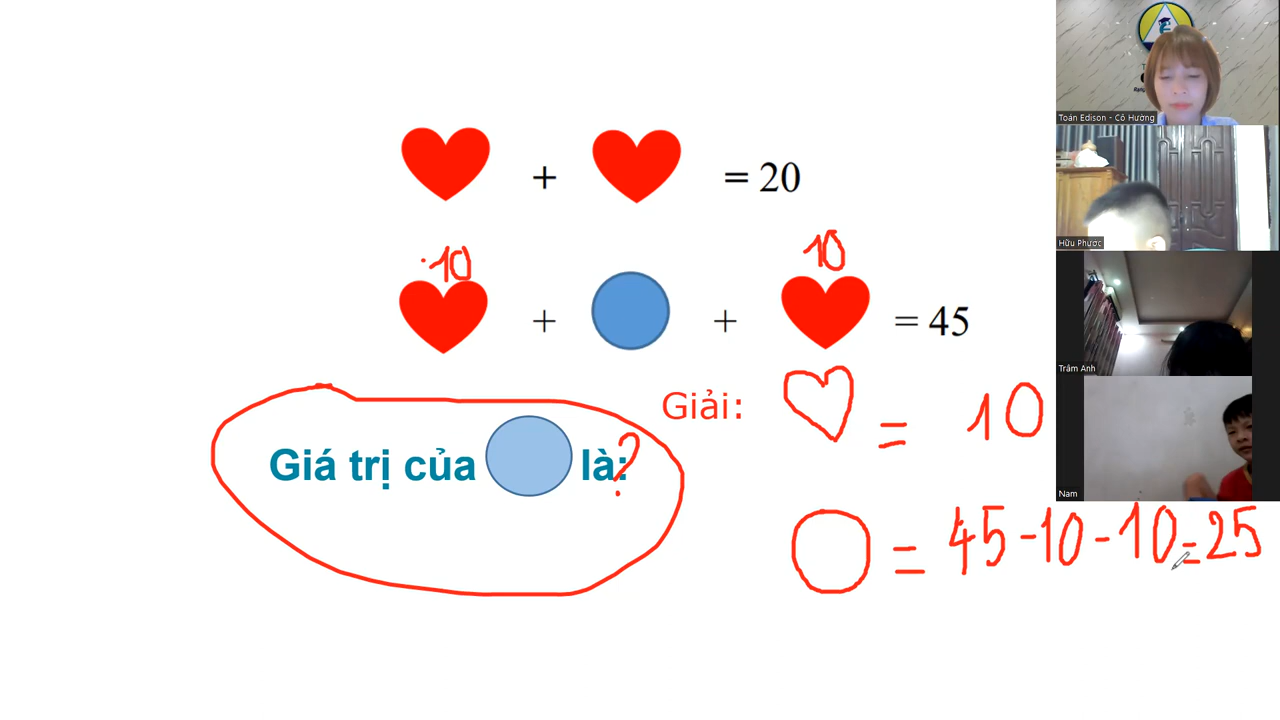 + = 20
10 10
+ + = 45
Giải: = 10
Giá trị của là: ?
= 45 - 10 - 10 = 25
Toán Edison - Cô Hường
Hữu Phước
Trâm Anh
Nam